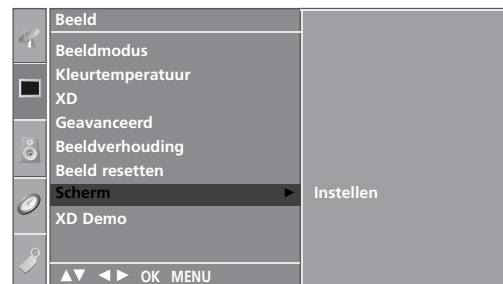 Beeld
Beeldmodus
Kleurtemperatuur
XD
Geavanceerd
Beeldverhouding
Beeld resetten
Scherm ► Instellen
XD Demo
▲▼ ◄► OK MENU